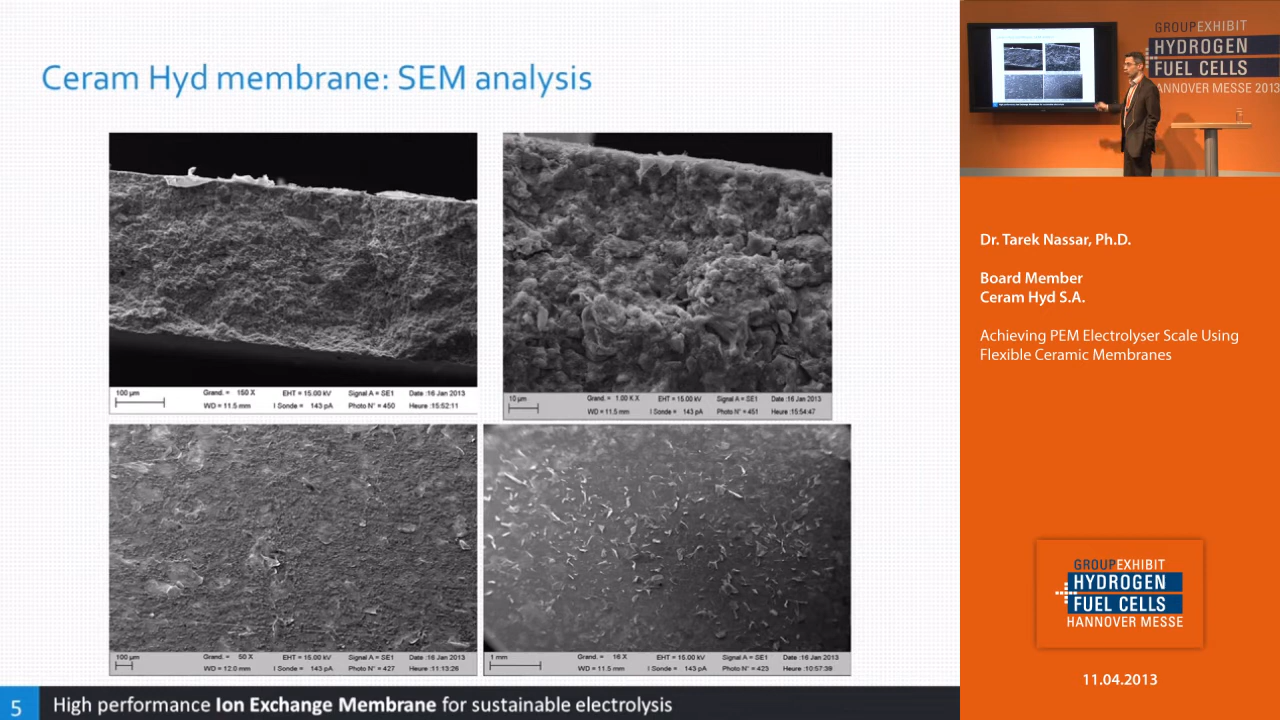 Ceram Hyd membrane: SEM analysis
100 µm
Grand. = 150 X
EHT = 15.00 kV
Signal A = SE1
Date :16 Jan 2013
WD = 11.5 mm
I Sonde = 143 pA
Photo N° = 450
Heure :15:52:11
10 µm
Grand. = 1.00 K X
EHT = 15.00 kV
Signal A = SE1
Date :16 Jan 2013
WD = 11.5 mm
I Sonde = 143 pA
Photo N° = 451
Heure :15:54:47
100 µm
Grand. = 50 X
EHT = 15.00 kV
Signal A = SE1
Date :16 Jan 2013
WD = 12.0 mm
I Sonde = 143 pA
Photo N° = 427
Heure :11:13:26
1 mm
Grand. = 16 X
EHT = 15.00 kV
Signal A = SE1
Date :16 Jan 2013
WD = 11.5 mm
I Sonde = 143 pA
Photo N° = 423
Heure :10:57:39
5
High performance Ion Exchange Membrane for sustainable electrolysis
GROUPEXHIBIT
HYDROGEN
FUEL CELLS
ANNOVER MESSE 2013
Dr. Tarek Nassar, Ph.D.
Board Member
Ceram Hyd S.A.
Achieving PEM Electrolyser Scale Using
Flexible Ceramic Membranes
GROUPEXHIBIT
HYDROGEN
FUEL CELLS
HANNOVER MESSE
11.04.2013